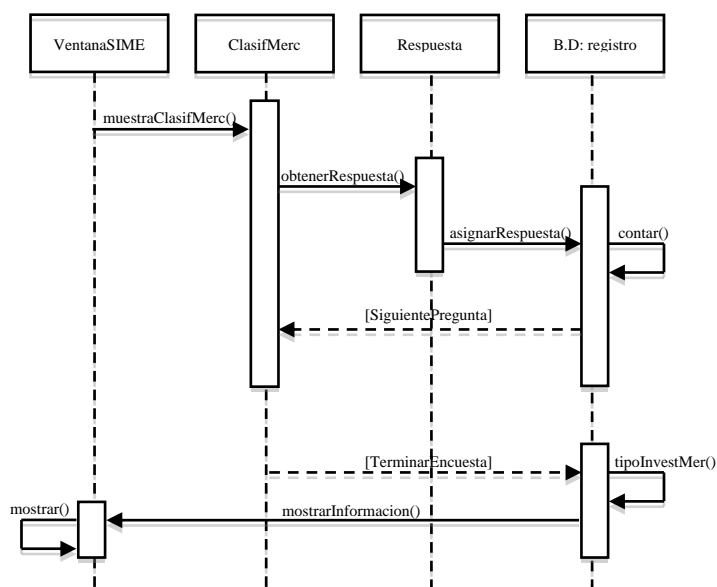 VentanaSIME
ClasifMerc
Respuesta
B.D: registro
muestraClasifMerc()
obtenerRespuesta()
asignarRespuesta()
contar()
[SiguientePregunta]
[TerminarEncuesta]
tipoInvestMer()
mostrar()
mostrarInformacion()